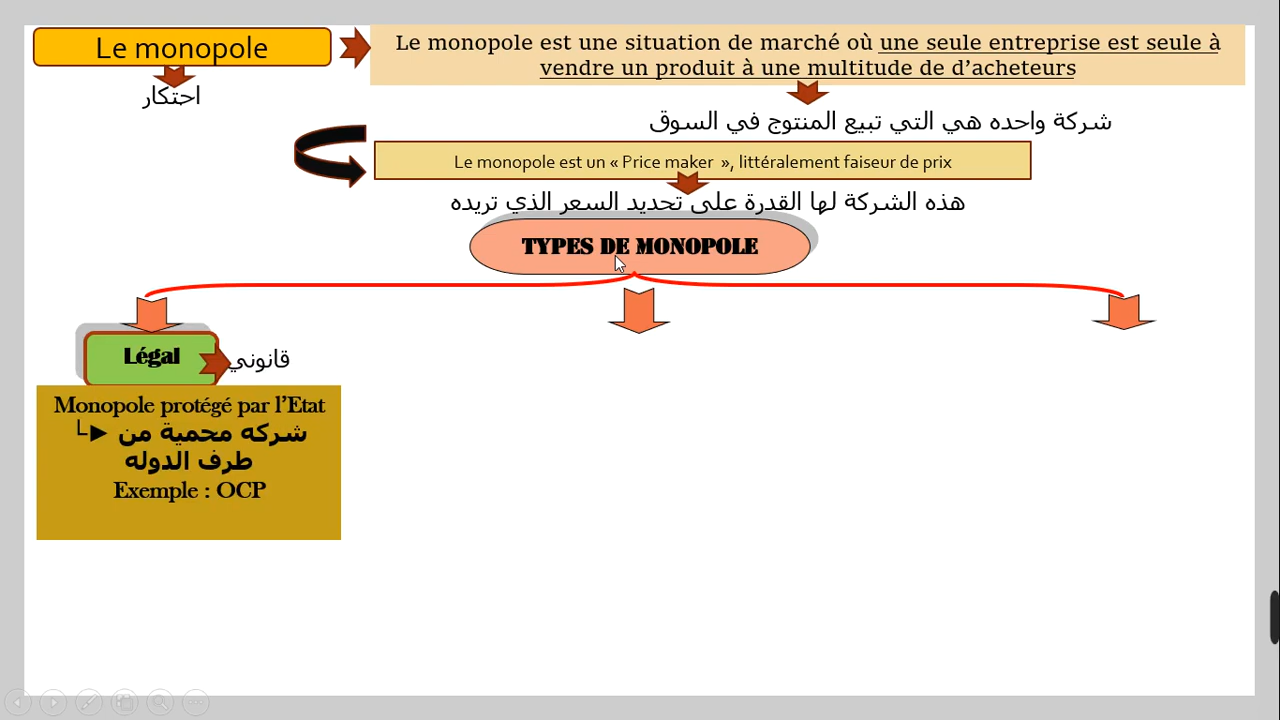 Le monopole
Le monopole est une situation de marché où une seule entreprise est seule à
vendre un produit à une multitude de d’acheteurs
احتكار
شركة واحده هي التي تبيع المنتوج في السوق
Le monopole est un « Price maker », littéralement faiseur de prix
هذه الشركة لها القدرة على تحديد السعر الذي تريده
TYPES DE MONOPOLE
Légal
قانوني
Monopole protégé par l’Etat
شركه محمية من
طرف الدوله
Exemple : OCP